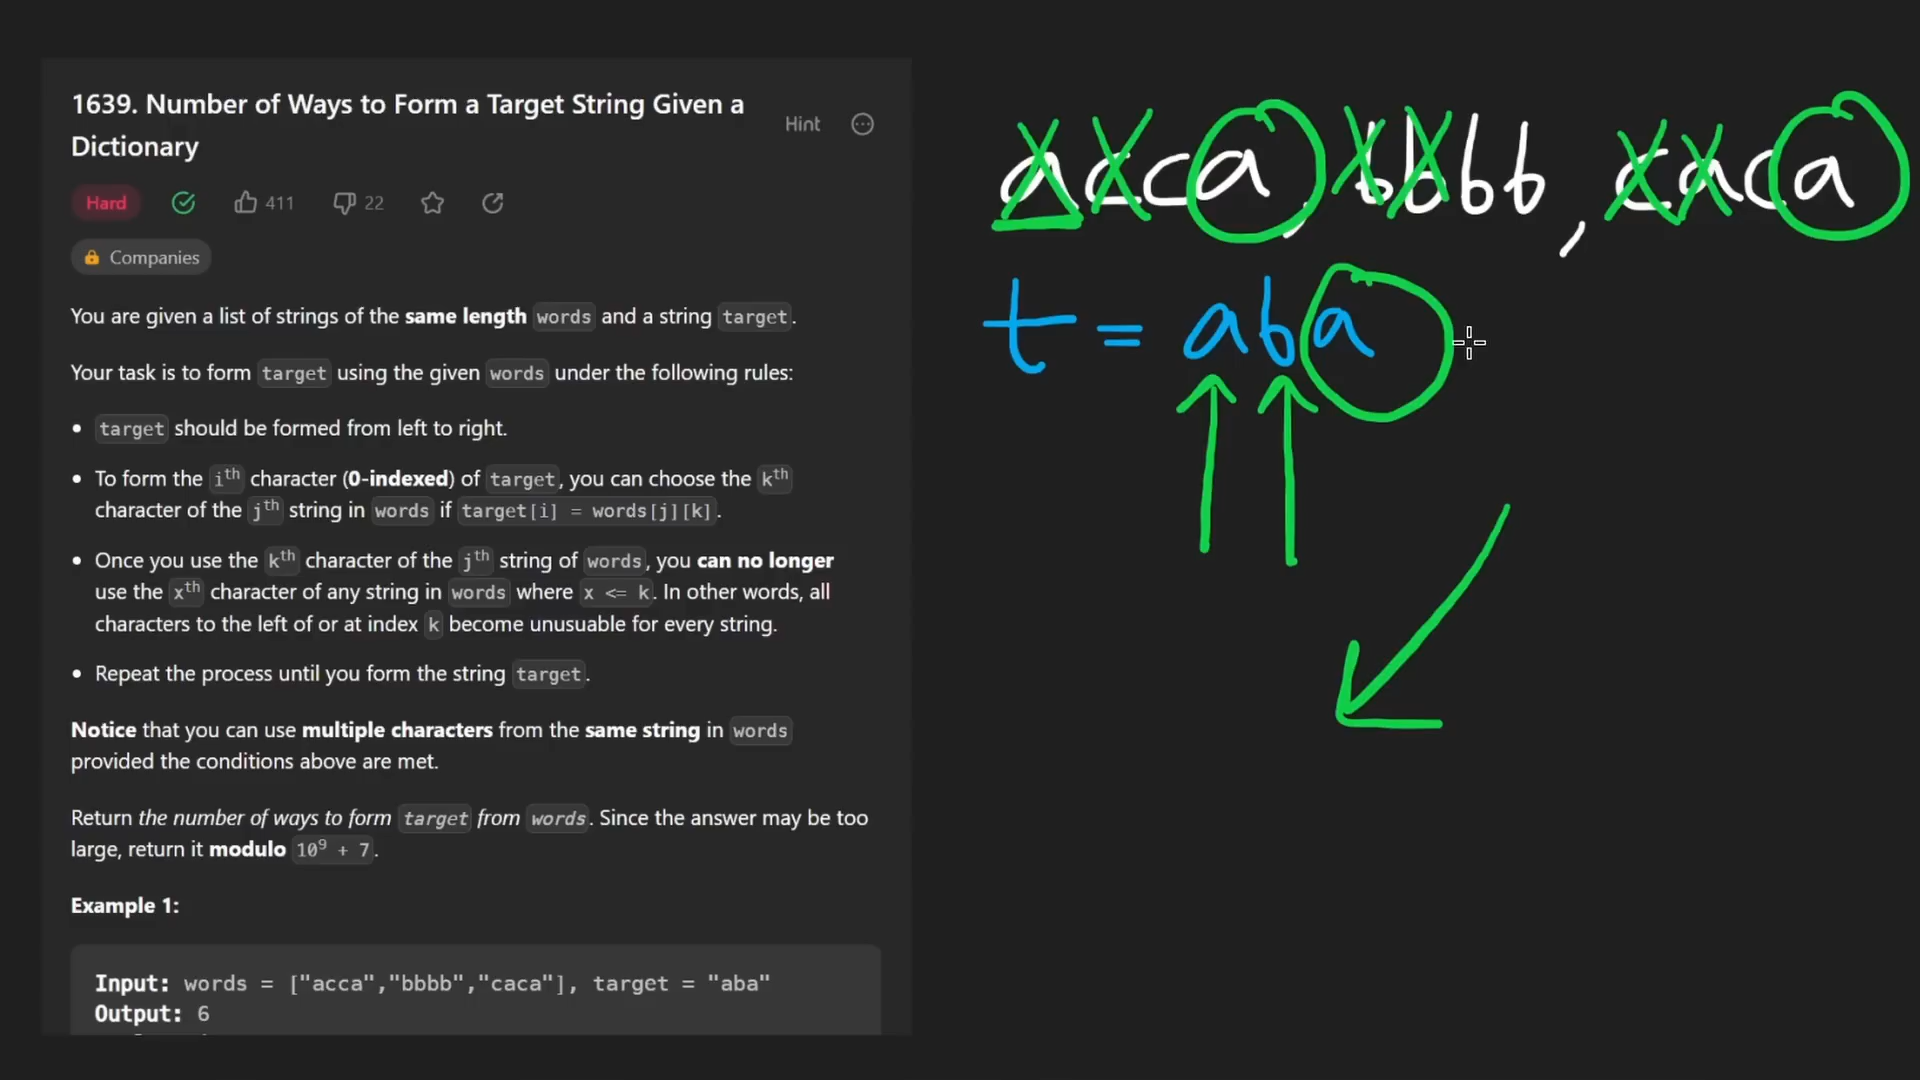 1639. Number of Ways to Form a Target String Given a
Dictionary
Hint
Hard 411 22
Companies
You are given a list of strings of the same length words and a string target.
Your task is to form target using the given words under the following rules:
• target should be formed from left to right.
• To form the ith character (0-indexed) of target, you can choose the kth
character of the jth string in words if target[i] = words[j][k].
• Once you use the kth character of the jth string of words, you can no longer
use the xth character of any string in words where x <= k. In other words, all
characters to the left of or at index k become unusuable for every string.
• Repeat the process until you form the string target.
Notice that you can use multiple characters from the same string in words
provided the conditions above are met.
Return the number of ways to form target from words. Since the answer may be too
large, return it modulo 10^9 + 7.
Example 1:
Input: words = ["acca","bbbb","caca"], target = "aba"
Output: 6
acca, bbbb, caca
t = aba